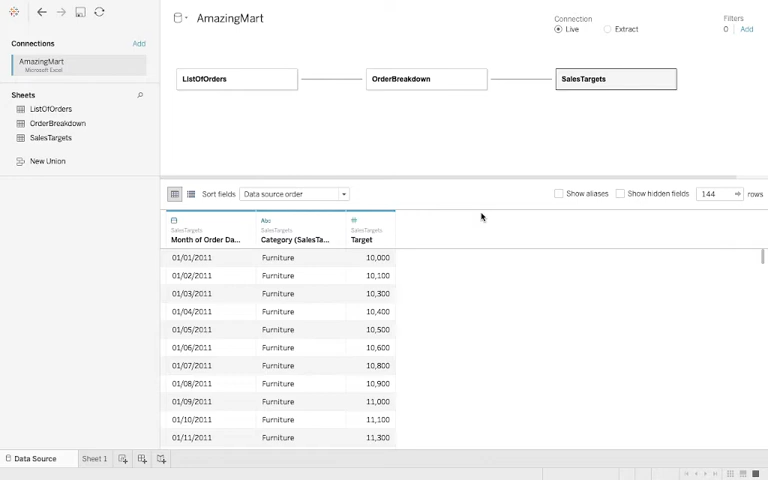 AmazingMart
Connection
Live
Extract
Filters
0
Add
Connections
Add
AmazingMart
Microsoft Excel
Sheets
ListOfOrders
OrderBreakdown
SalesTargets
New Union
ListOfOrders
OrderBreakdown
SalesTargets
Sort fields
Data source order
Show aliases
Show hidden fields
144
rows
Abc
SalesTargets
SalesTargets
SalesTargets
Month of Order Da...
Category (SalesTa...
Target
01/01/2011 Furniture 10,000
01/02/2011 Furniture 10,100
01/03/2011 Furniture 10,300
01/04/2011 Furniture 10,400
01/05/2011 Furniture 10,500
01/06/2011 Furniture 10,600
01/07/2011 Furniture 10,800
01/08/2011 Furniture 10,900
01/09/2011 Furniture 11,000
01/10/2011 Furniture 11,100
01/11/2011 Furniture 11,300
Data Source
Sheet 1